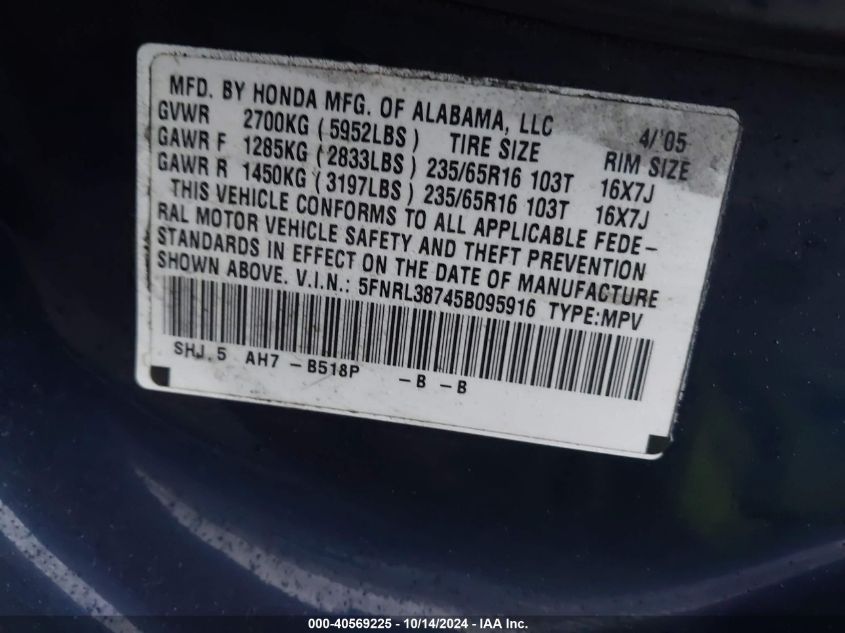 MFD. BY HONDA MFG. OF ALABAMA, LLC 4/'05
GVWR 2700KG (5952LBS) TIRE SIZE RIM SIZE
GAWR F 1285KG (2833LBS) 235/65R16 103T 16X7J
GAWR R 1450KG (3197LBS) 235/65R16 103T 16X7J
THIS VEHICLE CONFORMS TO ALL APPLICABLE FEDE-
RAL MOTOR VEHICLE SAFETY AND THEFT PREVENTION
STANDARDS IN EFFECT ON THE DATE OF MANUFACTURE
SHOWN ABOVE. V.I.N.: 5FNRL38745B095916 TYPE:MPV
SHJ 5 AH7 -B518P -B -B
000-40569225 - 10/14/2024 - IAA Inc.